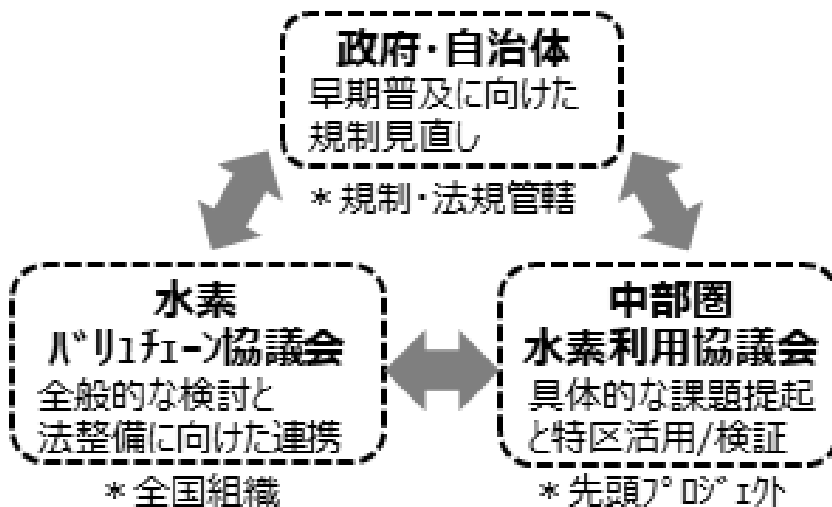 政府・自治体
早期普及に向けた
規制見直し
＊規制・法規管轄
水素
ﾊﾞﾘｭﾁｪｰﾝ協議会
全般的な検討と
法整備に向けた連携
＊全国組織
中部圏
水素利用協議会
具体的な課題提起
と特区活用/検証
＊先頭ﾌﾟﾛｼﾞｪｸﾄ